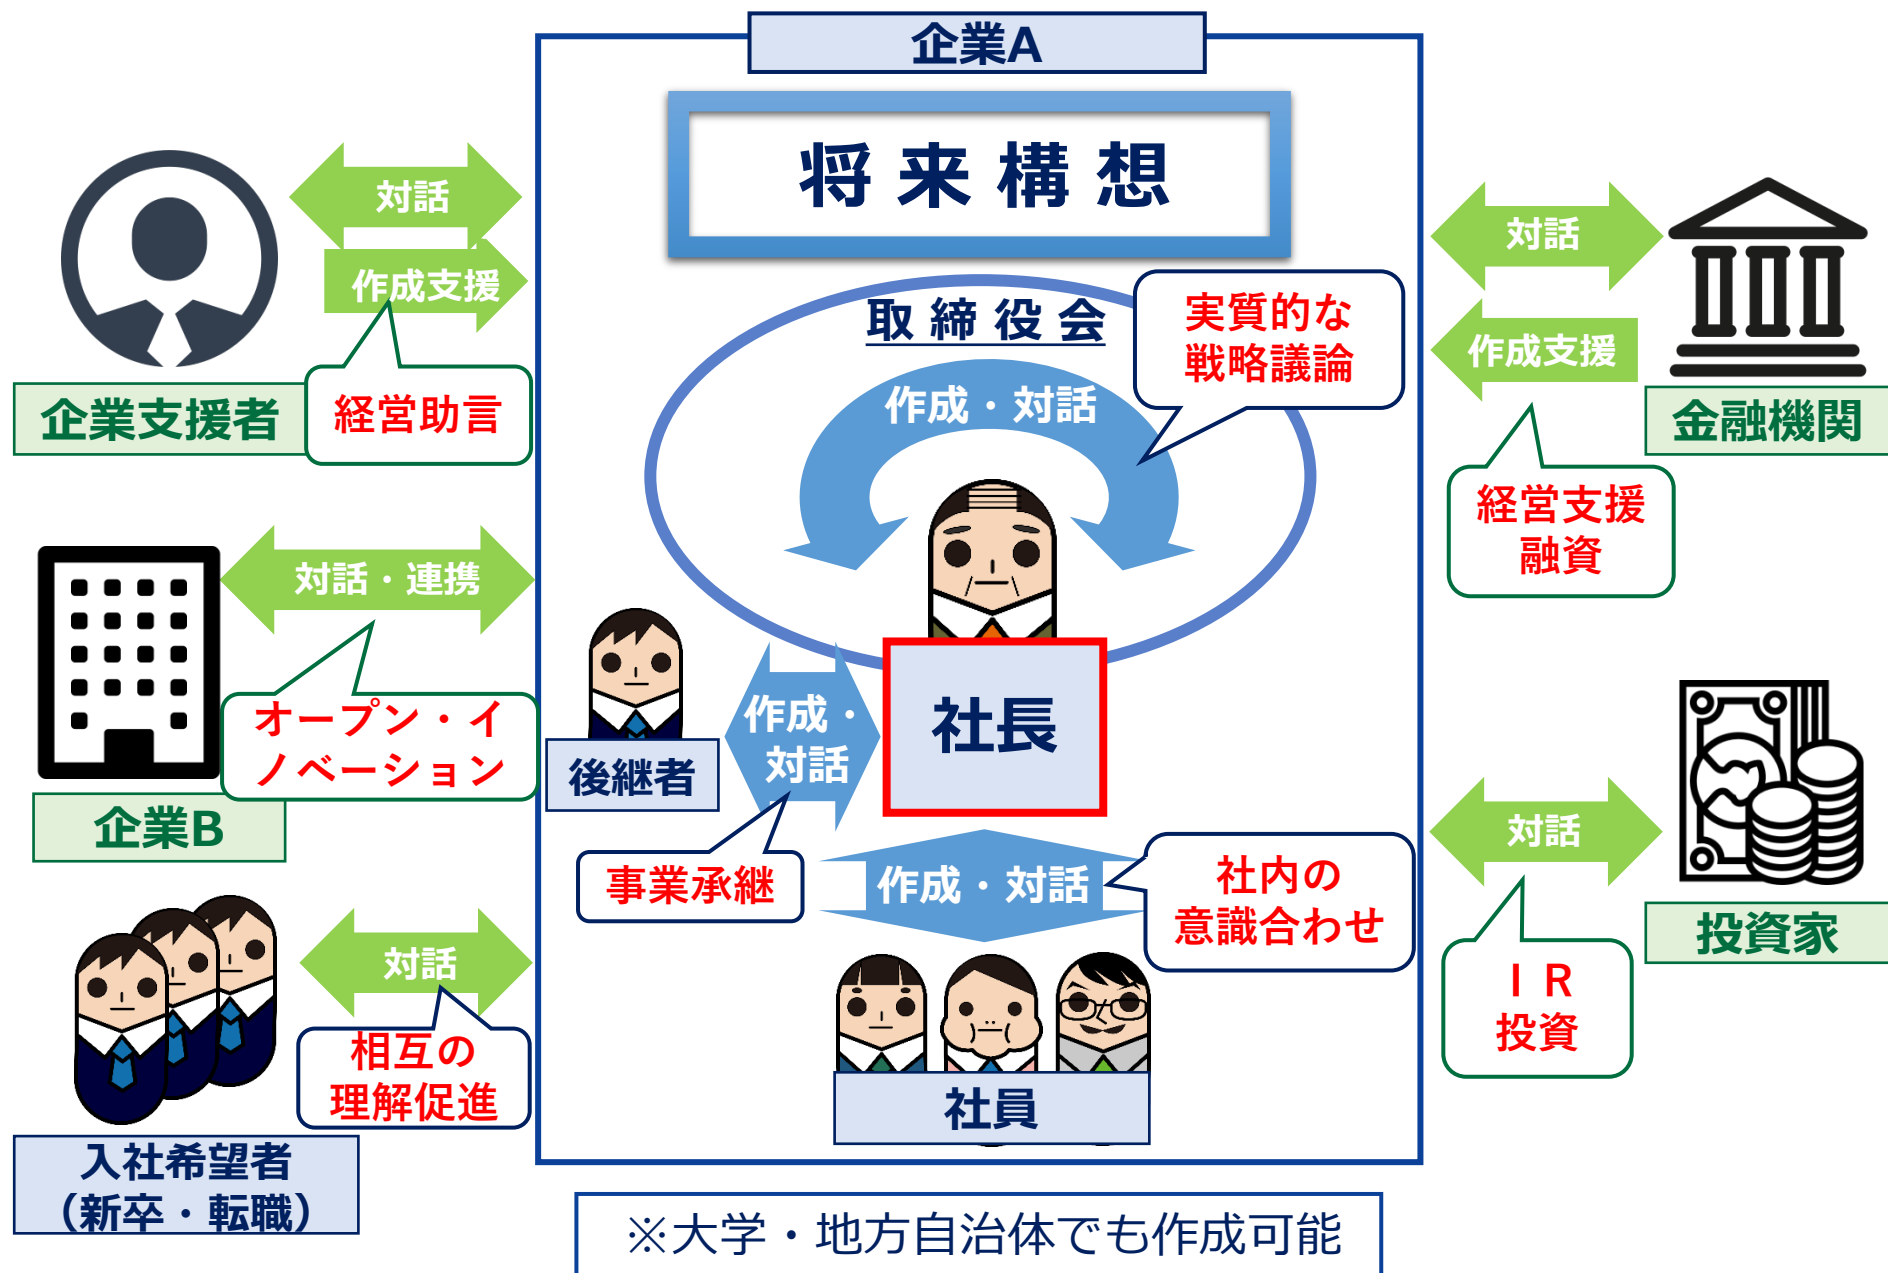 企業A
将来構想
対話
作成支援
経営助言
企業支援者
取締役会
作成・対話
実質的な
戦略議論
対話
作成支援
金融機関
経営支援
融資
対話・連携
オープン・イ
ノベーション
企業B
後継者
作成・
対話
社長
事業承継
作成・対話
社内の
意識合わせ
対話
投資家
ＩＲ
投資
対話
相互の
理解促進
入社希望者
（新卒・転職）
社員
※大学・地方自治体でも作成可能